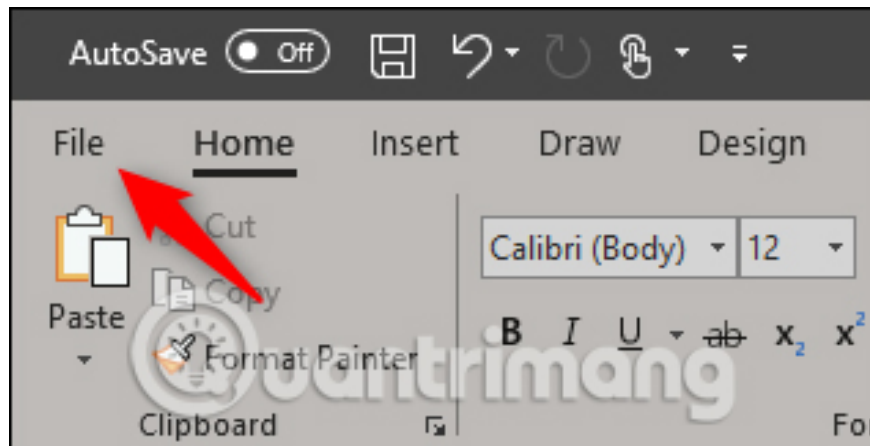 AutoSave Off
File Home Insert Draw Design
Cut
Calibri (Body) 12
Copy
Paste
B I U ab x₂ x²
Format Painter
uantrimang
Clipboard